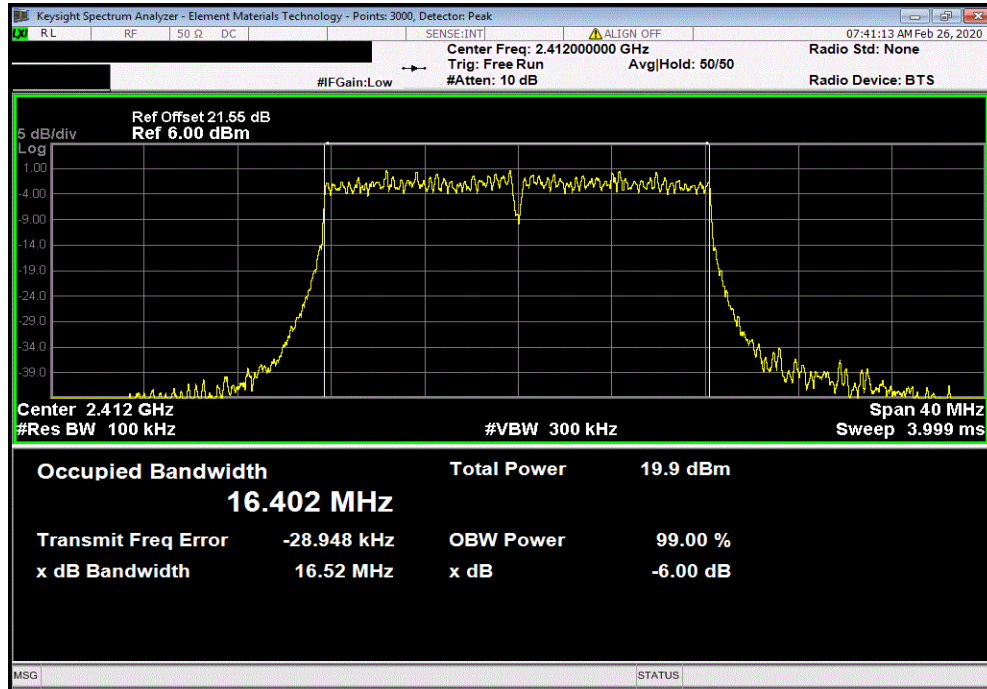 Keysight Spectrum Analyzer - Element Materials Technology - Points: 3000, Detector: Peak
LXI RL RF 50 Ω DC SENSE:INT ALIGN OFF 07:41:13 AM Feb 26, 2020
Center Freq: 2.412000000 GHz Radio Std: None
Trig: Free Run Avg|Hold: 50/50
#IFGain:Low #Atten: 10 dB Radio Device: BTS
Ref Offset 21.55 dB
5 dB/div Ref 6.00 dBm
Log
1.00
-4.00
-9.00
-14.0
-19.0
-24.0
-29.0
-34.0
-39.0
Center 2.412 GHz Span 40 MHz
#Res BW 100 kHz #VBW 300 kHz Sweep 3.999 ms
Occupied Bandwidth Total Power 19.9 dBm
16.402 MHz
Transmit Freq Error -28.948 kHz OBW Power 99.00 %
x dB Bandwidth 16.52 MHz x dB -6.00 dB
MSG STATUS